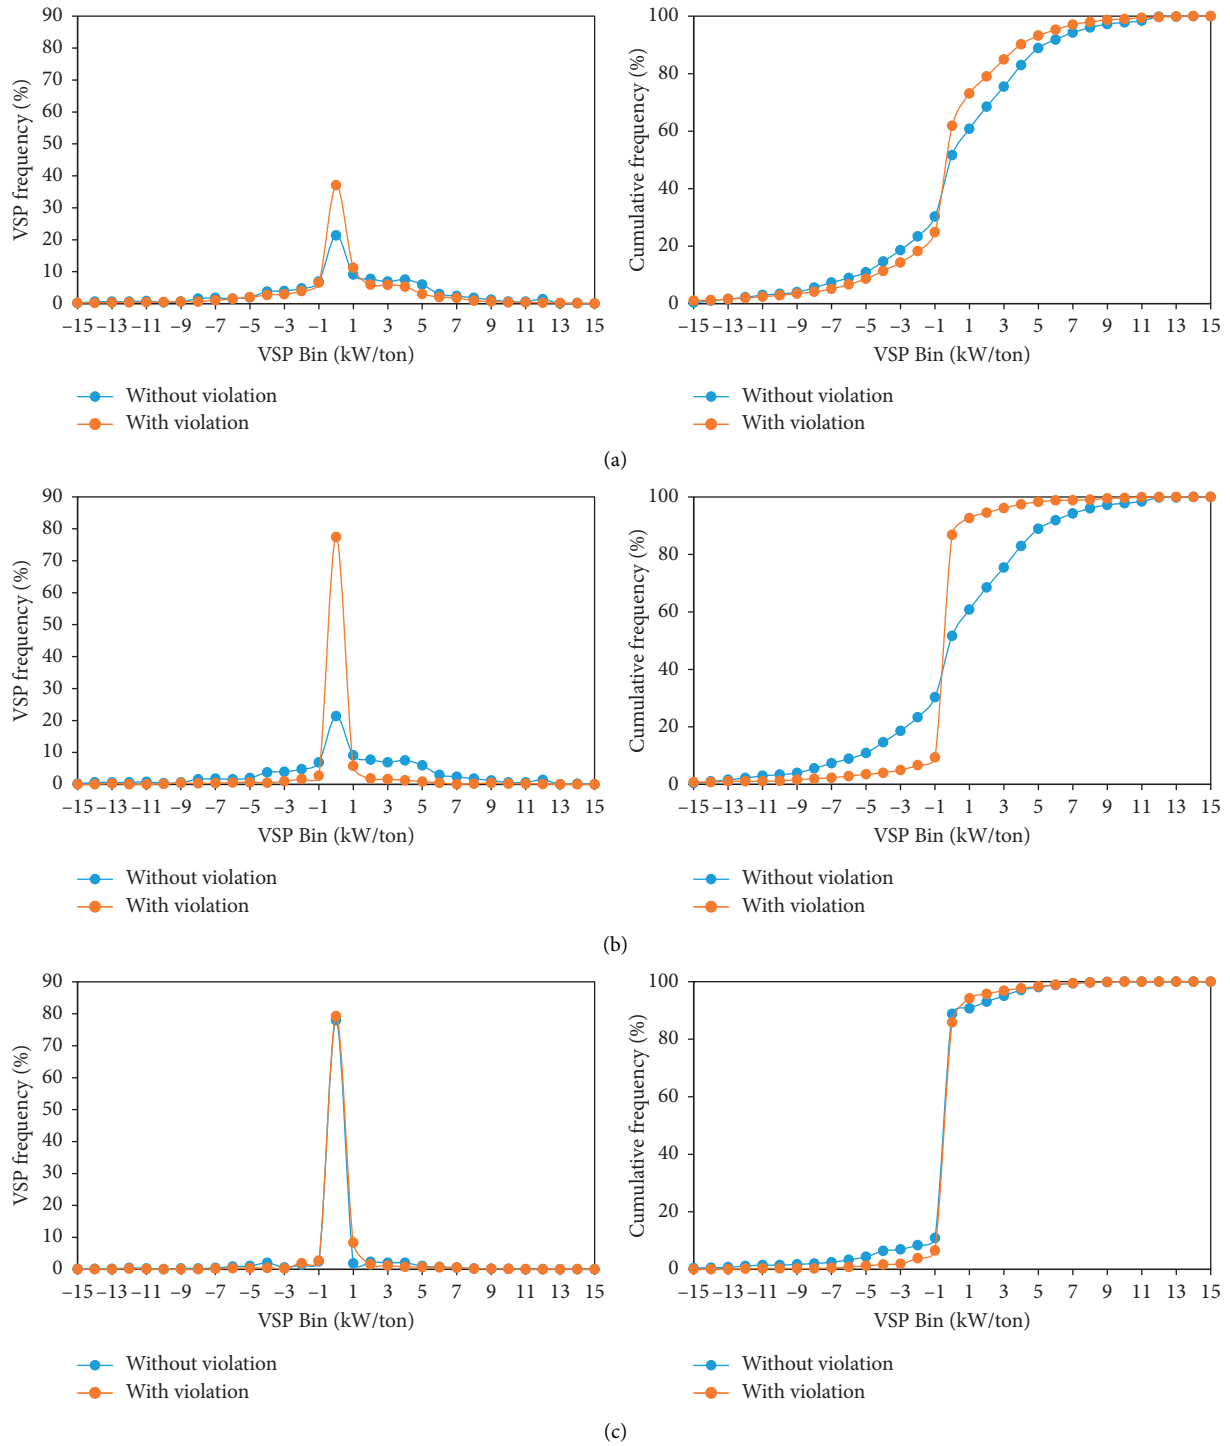 90
80
70
60
50
40
30
20
10
0
VSP frequency (%)
–15 –13 –11 –9 –7 –5 –3 –1 1 3 5 7 9 11 13 15
VSP Bin (kW/ton)
Without violation
With violation
100
80
60
40
20
0
Cumulative frequency (%)
–15 –13 –11 –9 –7 –5 –3 –1 1 3 5 7 9 11 13 15
VSP Bin (kW/ton)
Without violation
With violation
(a)
90
80
70
60
50
40
30
20
10
0
VSP frequency (%)
–15 –13 –11 –9 –7 –5 –3 –1 1 3 5 7 9 11 13 15
VSP Bin (kW/ton)
Without violation
With violation
100
80
60
40
20
0
Cumulative frequency (%)
–15 –13 –11 –9 –7 –5 –3 –1 1 3 5 7 9 11 13 15
VSP Bin (kW/ton)
Without violation
With violation
(b)
90
80
70
60
50
40
30
20
10
0
VSP frequency (%)
–15 –13 –11 –9 –7 –5 –3 –1 1 3 5 7 9 11 13 15
VSP Bin (kW/ton)
Without violation
With violation
100
80
60
40
20
0
Cumulative frequency (%)
–15 –13 –11 –9 –7 –5 –3 –1 1 3 5 7 9 11 13 15
VSP Bin (kW/ton)
Without violation
With violation
(c)